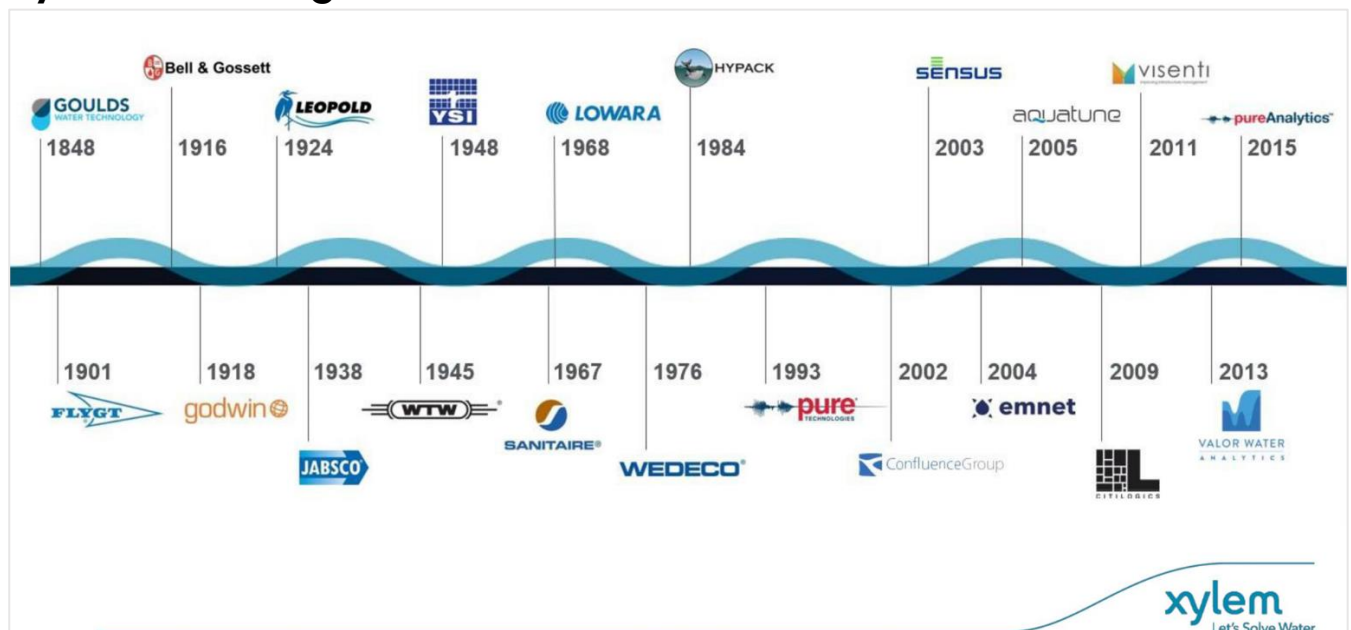 Bell & Gossett
HYPACK
sensus
visenti
GOULDS
WATER TECHNOLOGY
LEOPOLD
YSI
LOWARA
aquatune
pureAnalytics™
1848
1916
1924
1948
1968
1984
2003
2005
2011
2015
1901
1918
1938
1945
1967
1976
1993
2002
2004
2009
2013
FLYGT
godwin
WTW
pure
TECHNOLOGIES
emnet
SANITAIRE®
VALOR WATER
ANALYTICS
JABSCO
WEDECO®
ConfluenceGroup
CITILOGICS
xylem
Let's Solve Water